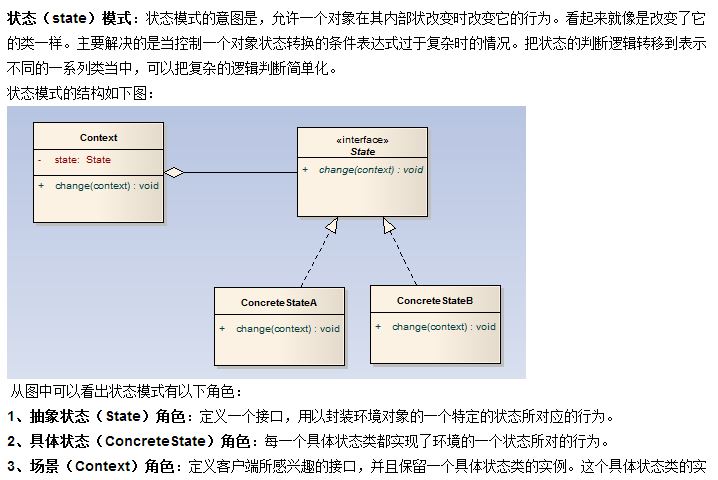 状态（state）模式：状态模式的意图是，允许一个对象在其内部状改变时改变它的行为。看起来就像是改变了它
的类一样。主要解决的是当控制一个对象状态转换的条件表达式过于复杂时的情况。把状态的判断逻辑转移到表示
不同的一系列类当中，可以把复杂的逻辑判断简单化。
状态模式的结构如下图：
Context
- state: State
+ change(context) : void
«interface»
State
+ change(context) : void
ConcreteStateA
+ change(context) : void
ConcreteStateB
+ change(context) : void
从图中可以看出状态模式有以下角色：
1、抽象状态（State）角色：定义一个接口，用以封装环境对象的一个特定的状态所对应的行为。
2、具体状态（ConcreteState）角色：每一个具体状态类都实现了环境的一个状态所对的行为。
3、场景（Context）角色：定义客户端所感兴趣的接口，并且保留一个具体状态类的实例。这个具体状态类的实